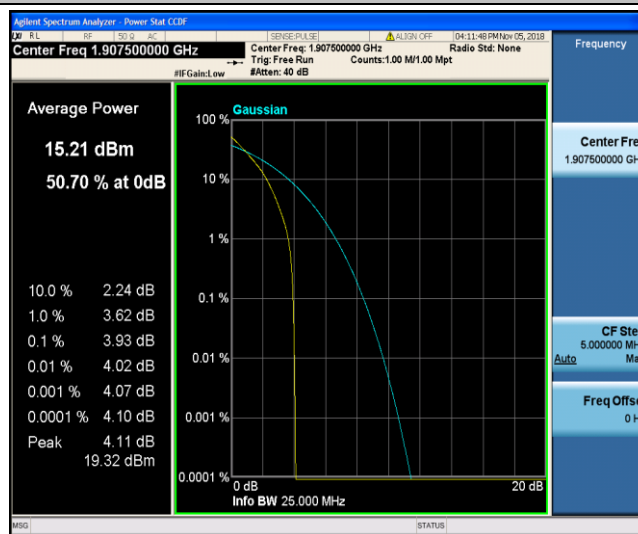 Agilent Spectrum Analyzer - Power Stat CCDF
RL RF 50 Ω AC SENSE:PULSE ALIGN OFF 04:11:48 PM Nov 05, 2018
Center Freq 1.907500000 GHz
Center Freq: 1.907500000 GHz Radio Std: None
Trig: Free Run Counts:1.00 M/1.00 Mpt
#IFGain:Low #Atten: 40 dB
Frequency
Average Power
15.21 dBm
50.70 % at 0dB
10.0 % 2.24 dB
1.0 % 3.62 dB
0.1 % 3.93 dB
0.01 % 4.02 dB
0.001 % 4.07 dB
0.0001 % 4.10 dB
Peak 4.11 dB
19.32 dBm
Gaussian
100 %
10 %
1 %
0.1 %
0.01 %
0.001 %
0.0001 %
0 dB 20 dB
Info BW 25.000 MHz
Center Fre
1.907500000 GH
CF Ste
5.000000 MH
Auto Ma
Freq Offse
0 H
MSG STATUS